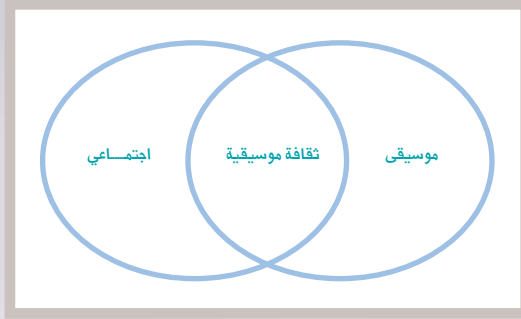 موسيقى
ثقافة موسيقية
اجتمـــاعي